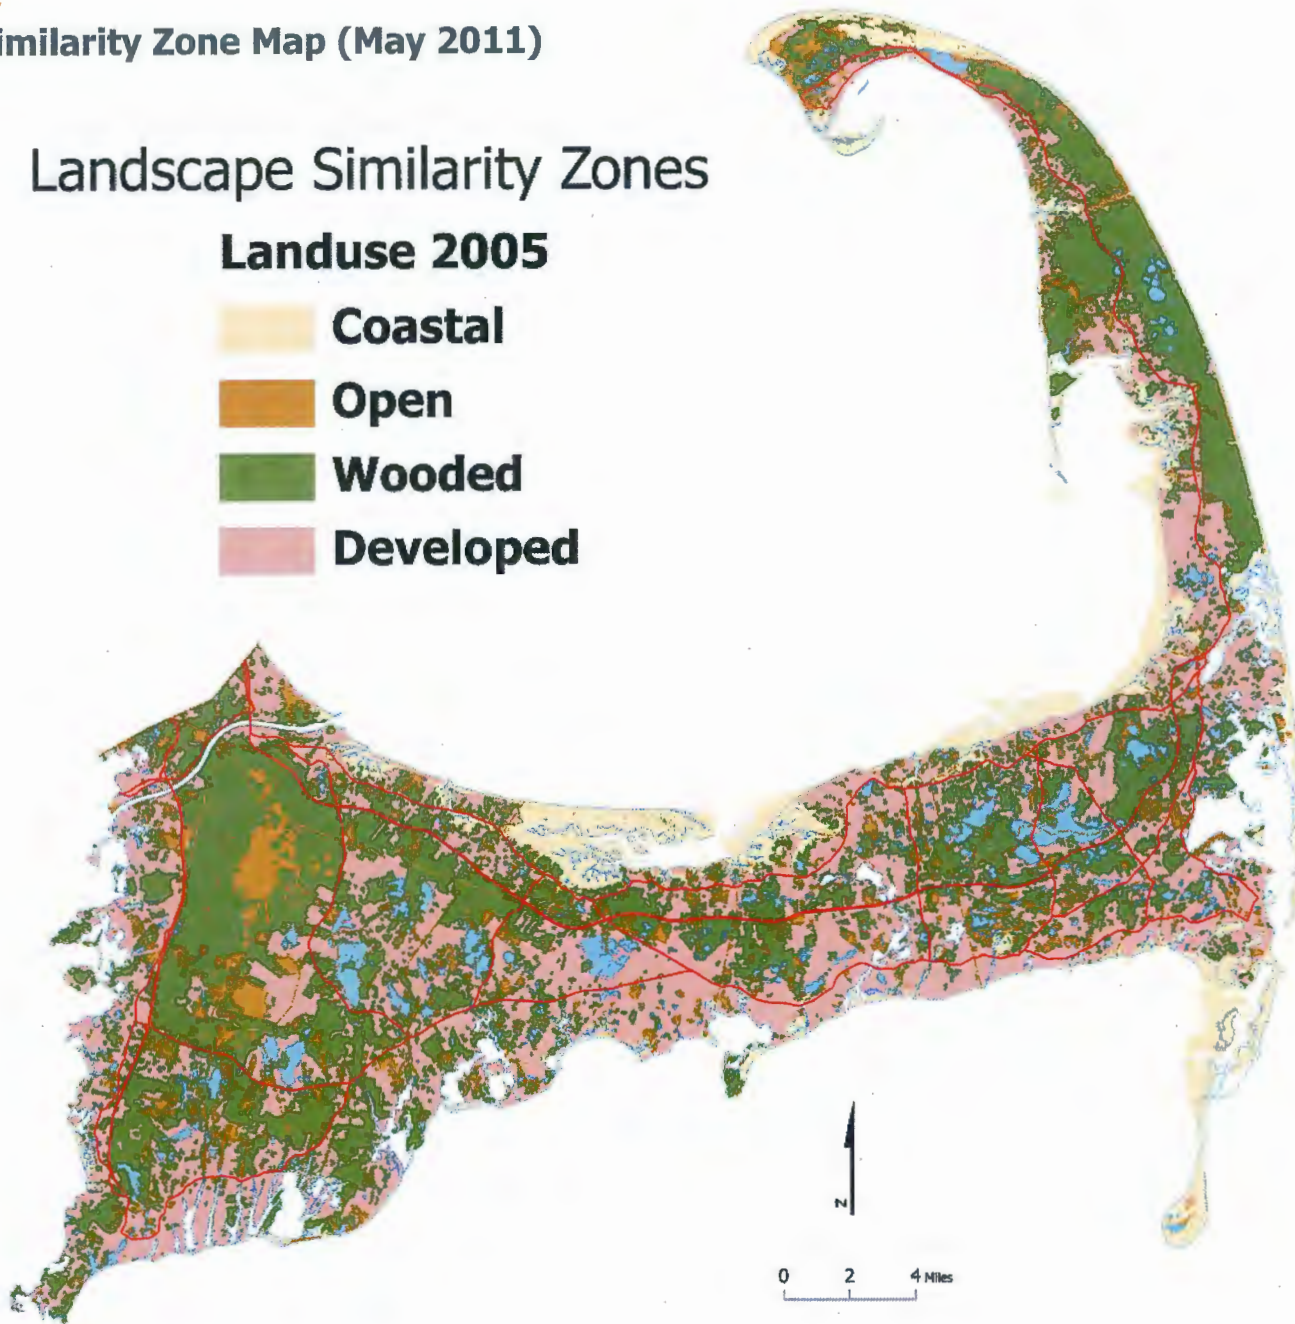 imilarity Zone Map (May 2011)
Landscape Similarity Zones
Landuse 2005
Coastal
Open
Wooded
Developed
N
0 2 4 Miles